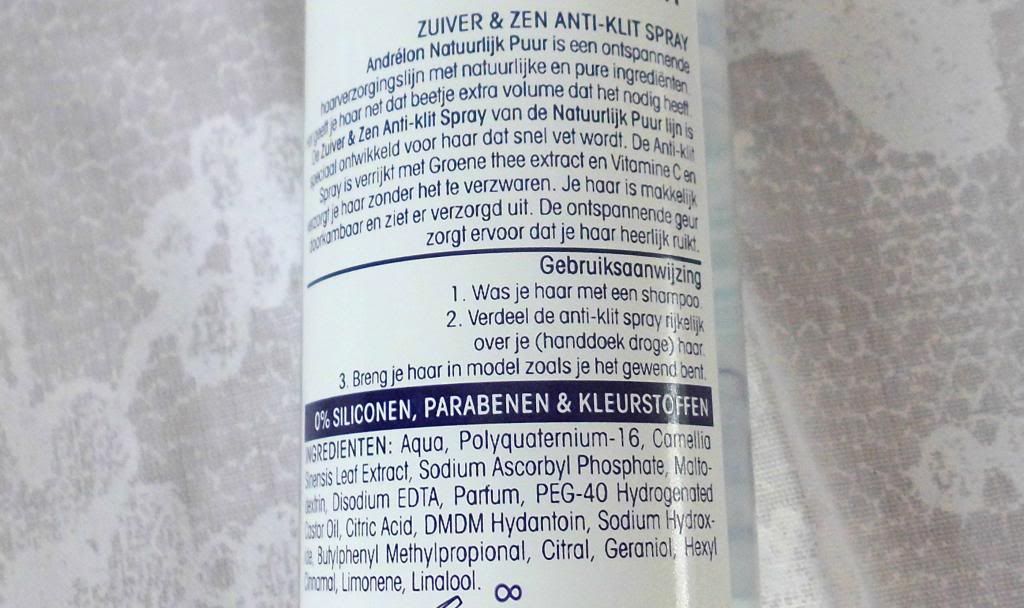 ZUIVER & ZEN ANTI-KLIT SPRAY
Andrélon Natuurlijk Puur is een ontspannende
haarverzorgingslijn met natuurlijke en pure ingrediënten
geeft je haar net dat beetje extra volume dat het nodig heeft.
De Zuiver & Zen Anti-klit Spray van de Natuurlijk Puur lijn is
speciaal ontwikkeld voor haar dat snel vet wordt. De Anti-klit
Spray is verrijkt met Groene thee extract en Vitamine C en
verzorgt je haar zonder het te verzwaren. Je haar is makkelijk
doorkambaar en ziet er verzorgd uit. De ontspannende geur
zorgt ervoor dat je haar heerlijk ruikt.
Gebruiksaanwijzing
1. Was je haar met een shampoo.
2. Verdeel de anti-klit spray rijkelijk
over je (handdoek droge) haar.
3. Breng je haar in model zoals je het gewend bent.
0% SILICONEN, PARABENEN & KLEURSTOFFEN
INGREDIENTEN: Aqua, Polyquaternium-16, Camellia
Sinensis Leaf Extract, Sodium Ascorbyl Phosphate, Malto-
dextrin, Disodium EDTA, Parfum, PEG-40 Hydrogenated
Castor Oil, Citric Acid, DMDM Hydantoin, Sodium Hydrox-
ide, Butylphenyl Methylpropional, Citral, Geraniol, Hexyl
Cinnamal, Limonene, Linalool.